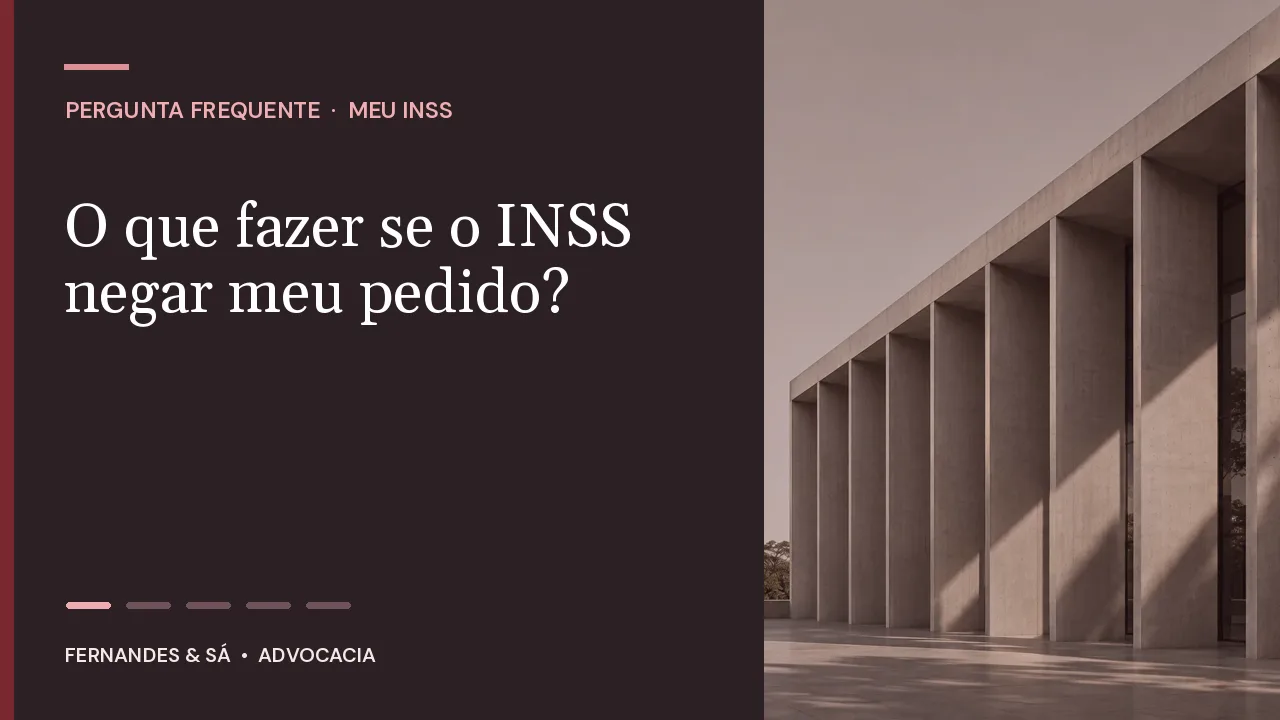 PERGUNTA FREQUENTE · MEU INSS
O que fazer se o INSS
negar meu pedido?
FERNANDES & SÁ • ADVOCACIA